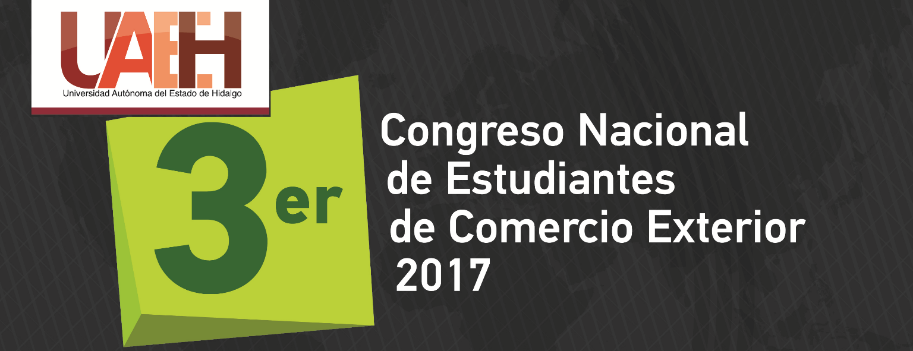 UAEH
Universidad Autónoma del Estado de Hidalgo
3er
Congreso Nacional
de Estudiantes
de Comercio Exterior
2017